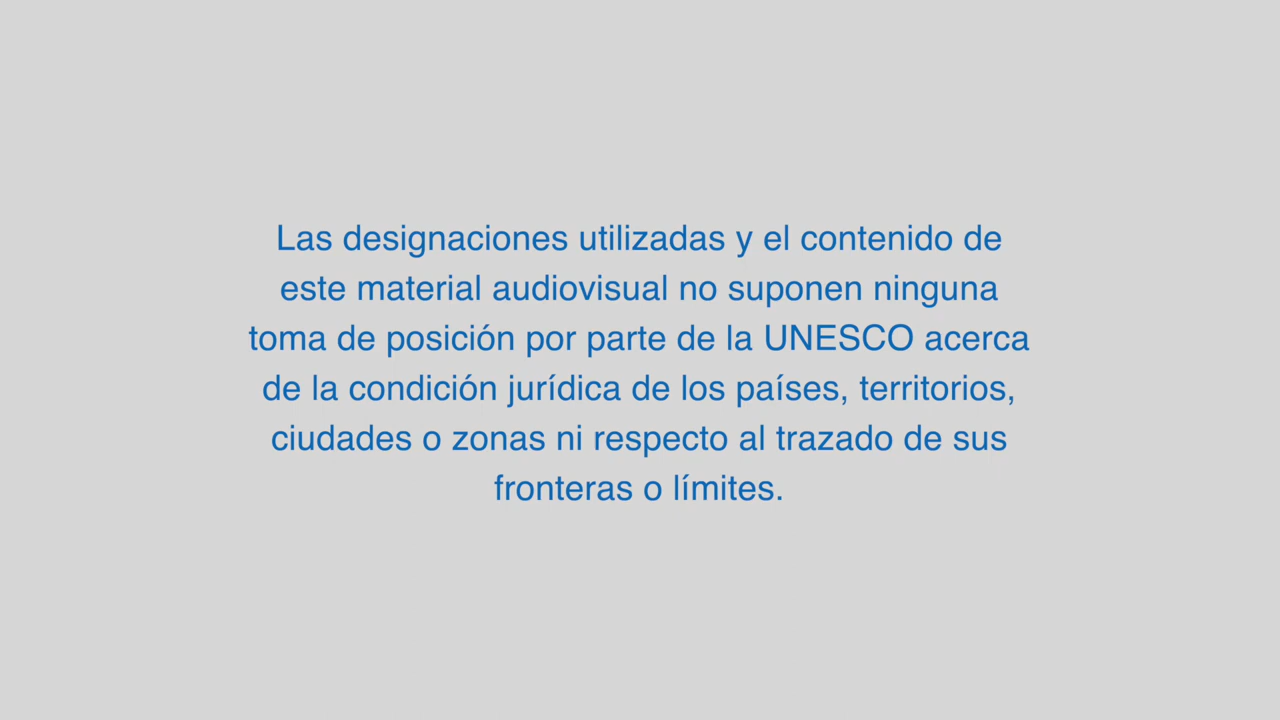 Las designaciones utilizadas y el contenido de
este material audiovisual no suponen ninguna
toma de posición por parte de la UNESCO acerca
de la condición jurídica de los países, territorios,
ciudades o zonas ni respecto al trazado de sus
fronteras o límites.